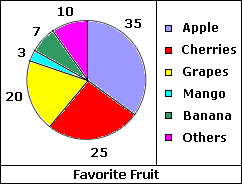 10
35
7
3
20
25
Apple
Cherries
Grapes
Mango
Banana
Others
Favorite Fruit